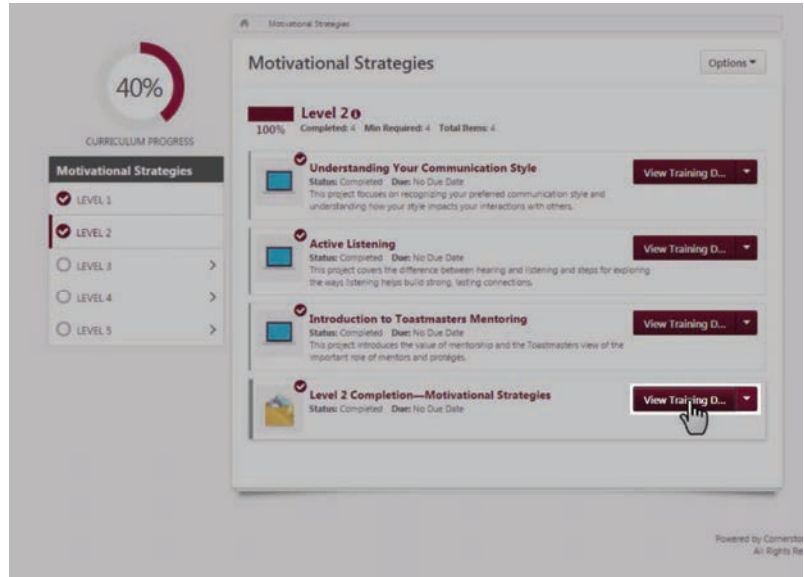 Motivational Strategies
40%
CURRICULUM PROGRESS
Motivational Strategies
LEVEL 1
LEVEL 2
LEVEL 3
LEVEL 4
LEVEL 5
Motivational Strategies
Options
Level 2
100% Completed: 4 Min Required: 4 Total Items: 4
Understanding Your Communication Style
Status: Completed Due: No Due Date
This project focuses on recognizing your preferred communication style and
understanding how your style impacts your interactions with others.
View Training D...
Active Listening
Status: Completed Due: No Due Date
This project covers the difference between hearing and listening and steps for exploring
the ways listening helps build strong, lasting connections.
View Training D...
Introduction to Toastmasters Mentoring
Status: Completed Due: No Due Date
This project introduces the value of mentorship and the Toastmasters view of the
important role of mentors and protégés.
View Training D...
Level 2 Completion—Motivational Strategies
Status: Completed Due: No Due Date
View Training D...
Powered by Cornersto
All Rights Re